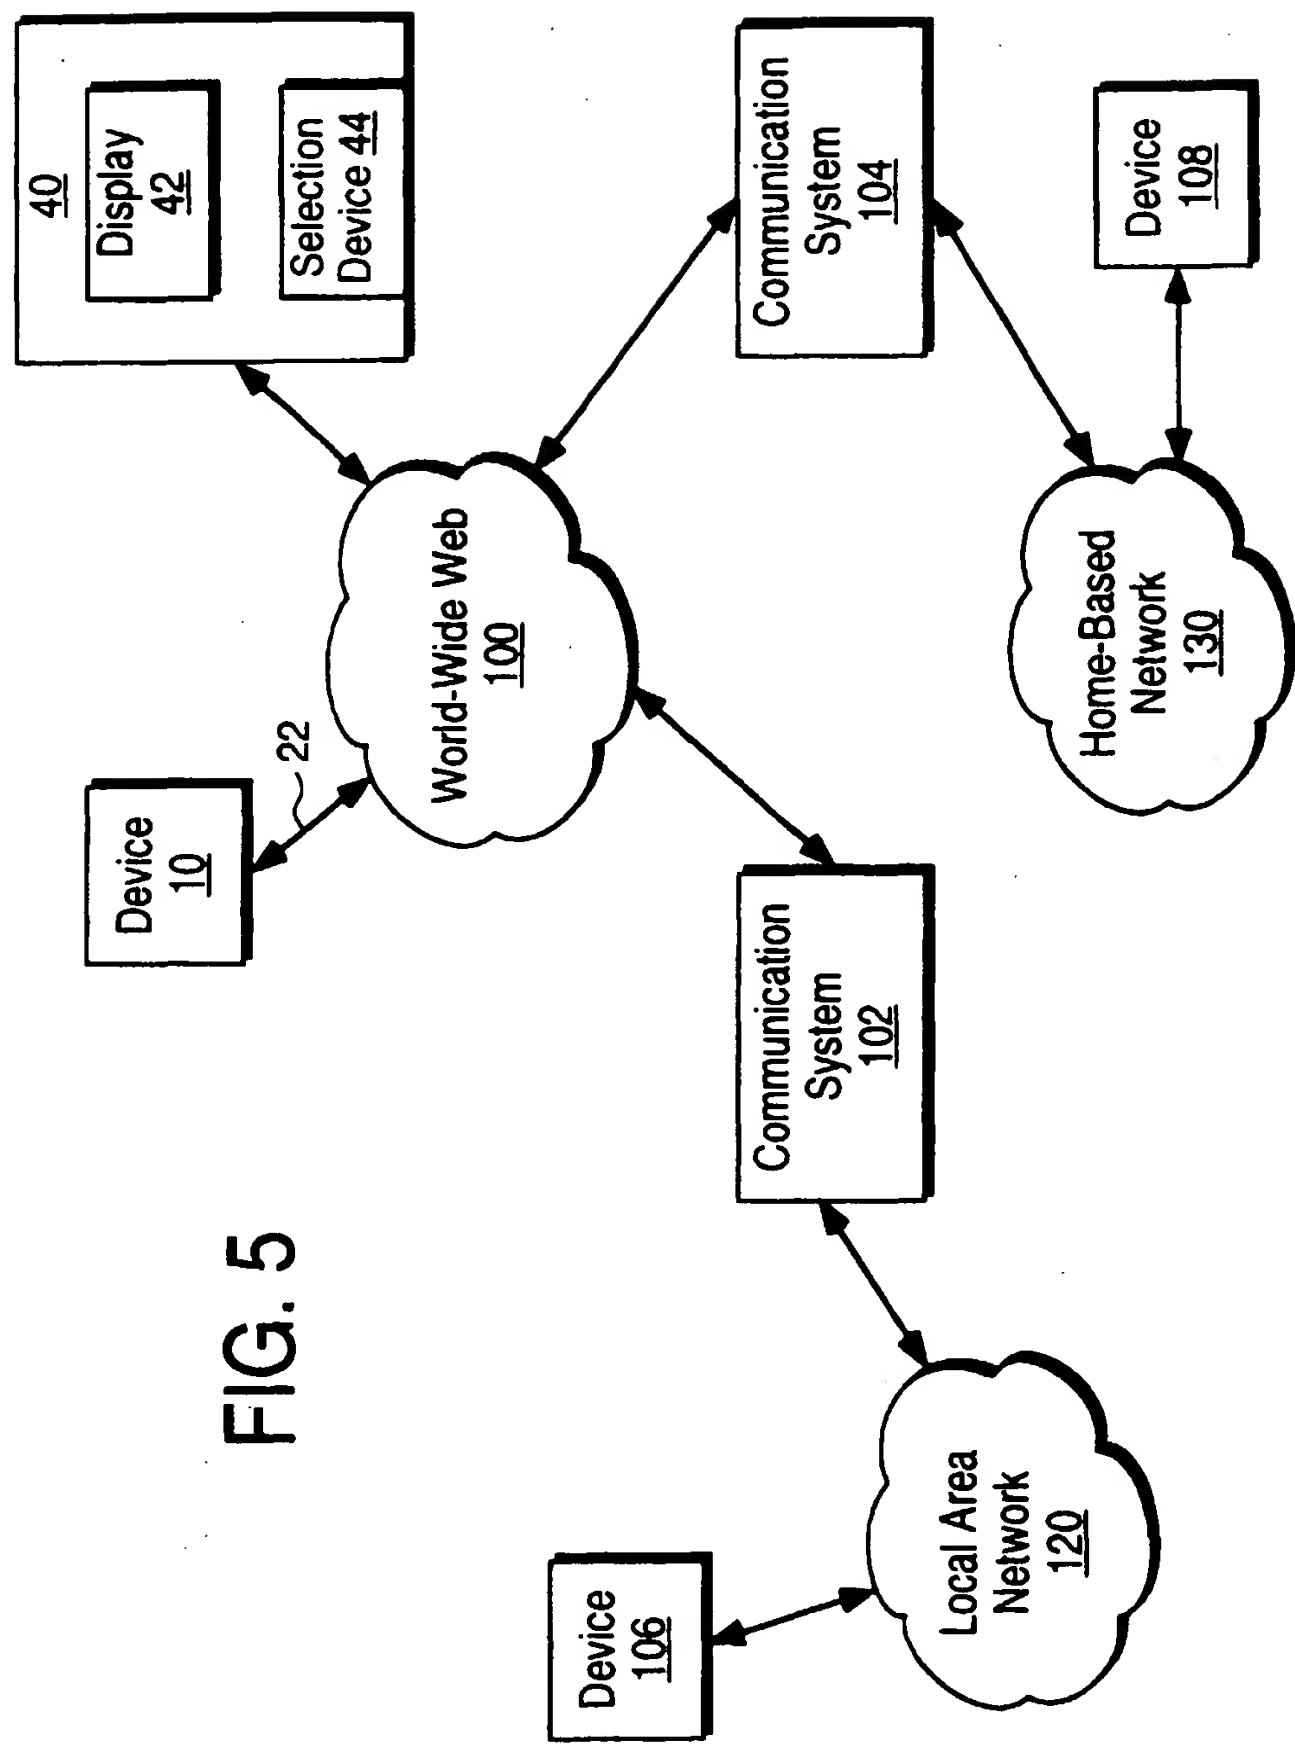 FIG. 5
Device
10
22
40
Display
42
Selection
Device 44
World-Wide Web
100
Device
106
Communication
System
102
Communication
System
104
Local Area
Network
120
Home-Based
Network
130
Device
108